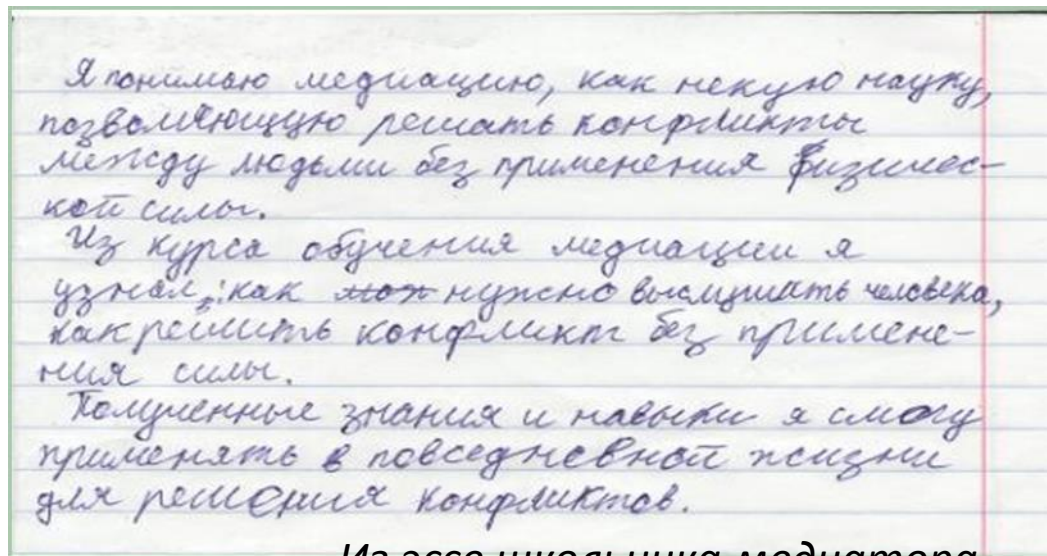 Я понимаю медиацию, как некую науку,
позволяющую решать конфликты
между людьми без применения физичес-
кой силы.
Из курса обучения медиации я
узнал: как мож нужно выслушать человека,
как решить конфликт без примене-
ния силы.
Полученные знания и навыки я смогу
применять в повседневной жизни
для решения конфликтов.
Из эссе школьника медиатора